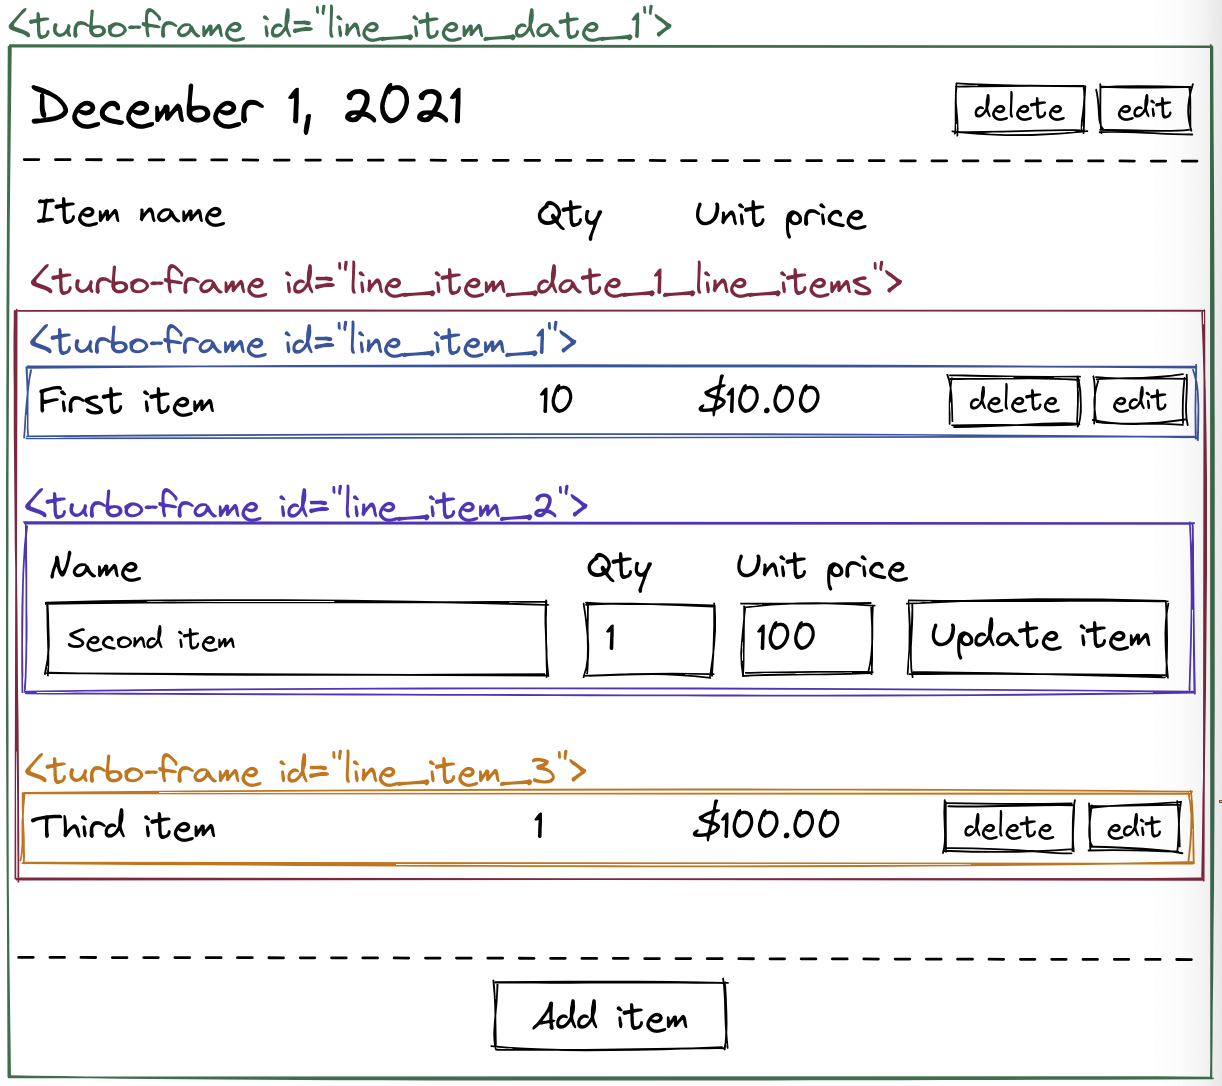 <turbo-frame id="line_item_date_1">
December 1, 2021 delete edit
Item name Qty Unit price
<turbo-frame id="line_item_date_1_line_items">
<turbo-frame id="line_item_1">
First item 10 $10.00 delete edit
<turbo-frame id="line_item_2">
Name Qty Unit price
Second item 1 100 Update item
<turbo-frame id="line_item_3">
Third item 1 $100.00 delete edit
Add item